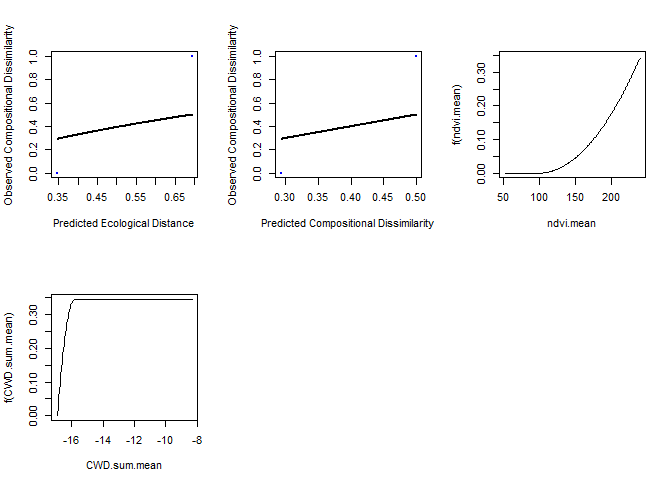 Observed Compositional Dissimilarity
0.0 0.2 0.4 0.6 0.8 1.0
0.35 0.45 0.55 0.65
Predicted Ecological Distance
Observed Compositional Dissimilarity
0.0 0.2 0.4 0.6 0.8 1.0
0.30 0.35 0.40 0.45 0.50
Predicted Compositional Dissimilarity
f(ndvi.mean)
0.00 0.10 0.20 0.30
50 100 150 200
ndvi.mean
f(CWD.sum.mean)
0.00 0.10 0.20 0.30
-16 -14 -12 -10 -8
CWD.sum.mean